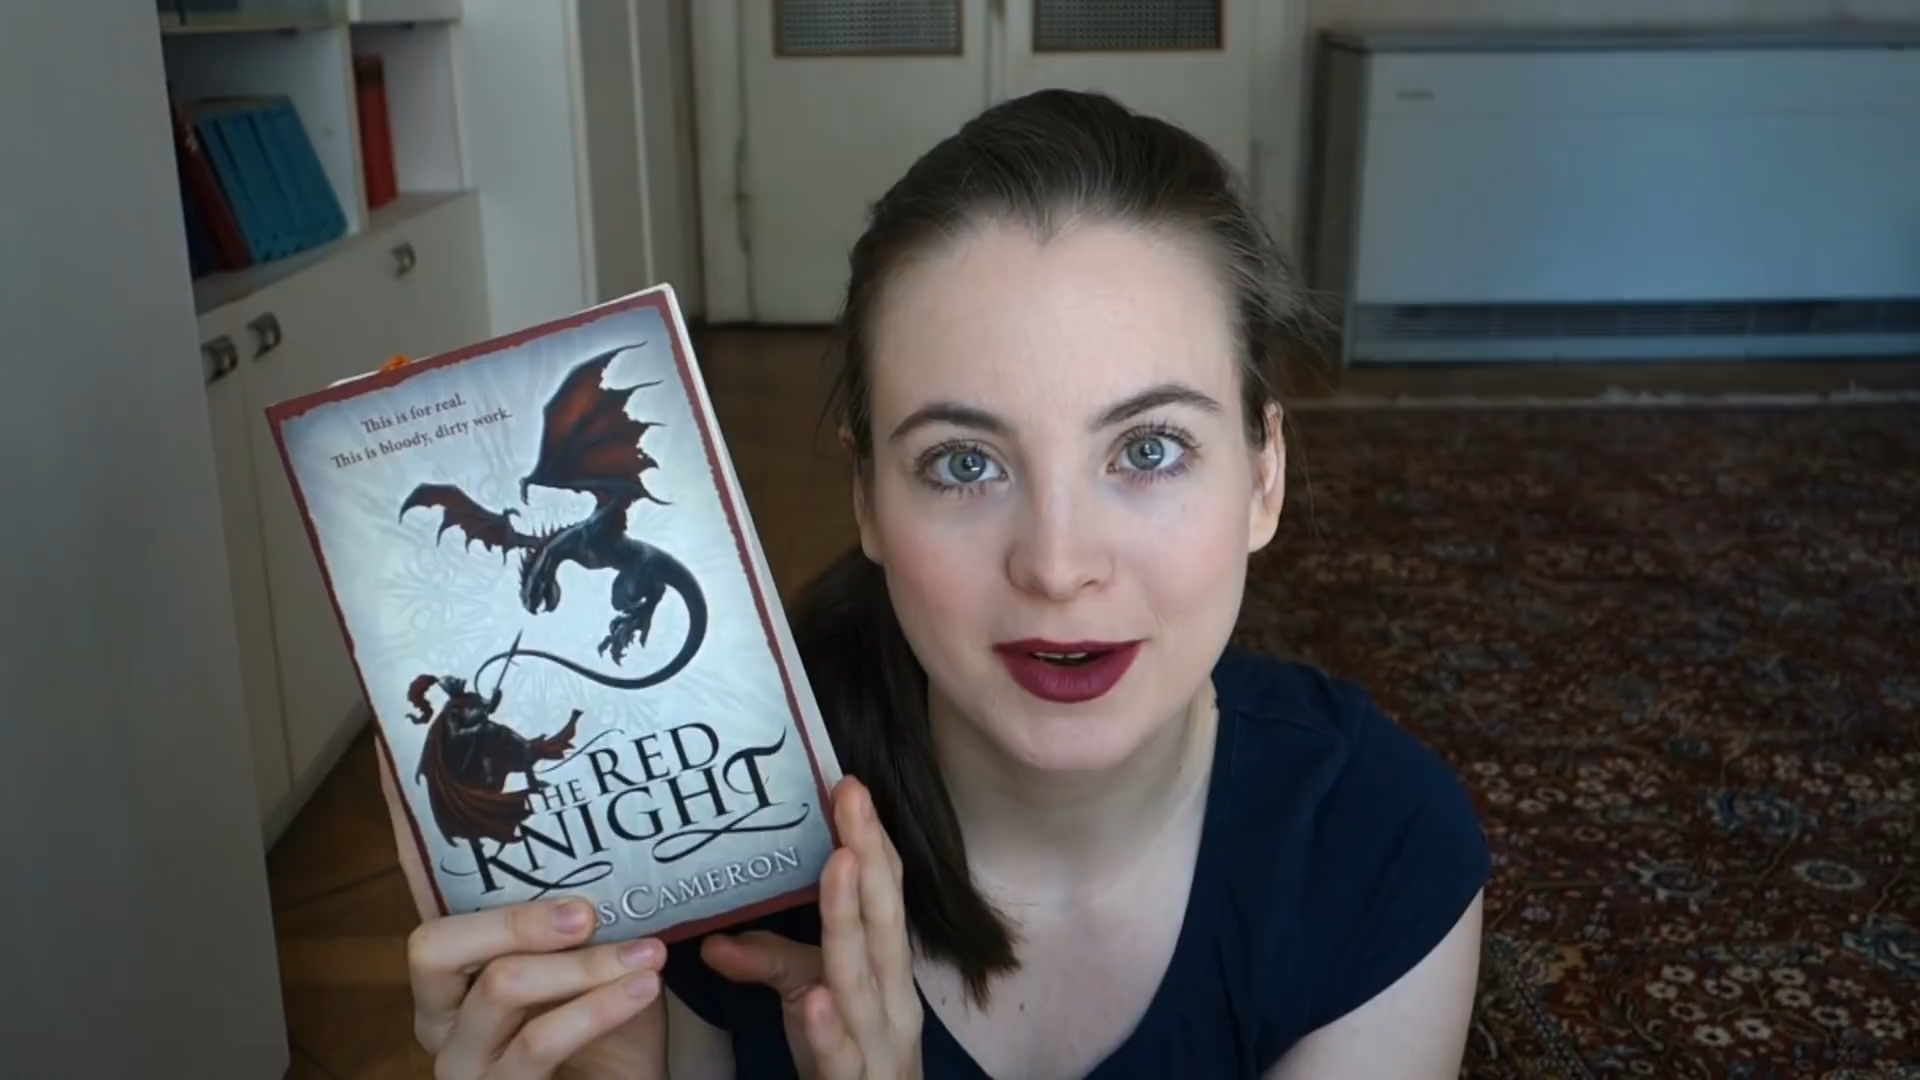 This is for real.
This is bloody, dirty work.
THE RED
KNIGHT
S CAMERON